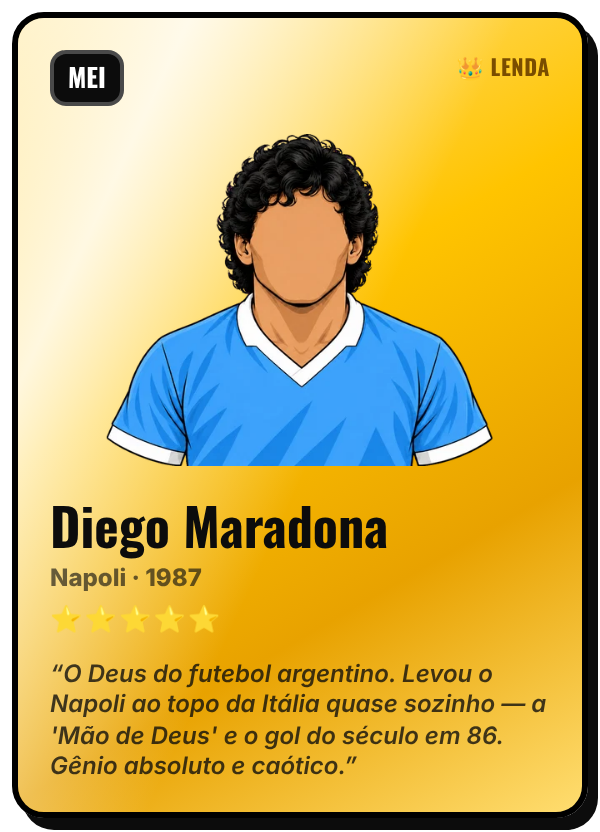 MEI
LENDA
Diego Maradona
Napoli · 1987
“O Deus do futebol argentino. Levou o
Napoli ao topo da Itália quase sozinho — a
'Mão de Deus' e o gol do século em 86.
Gênio absoluto e caótico.”